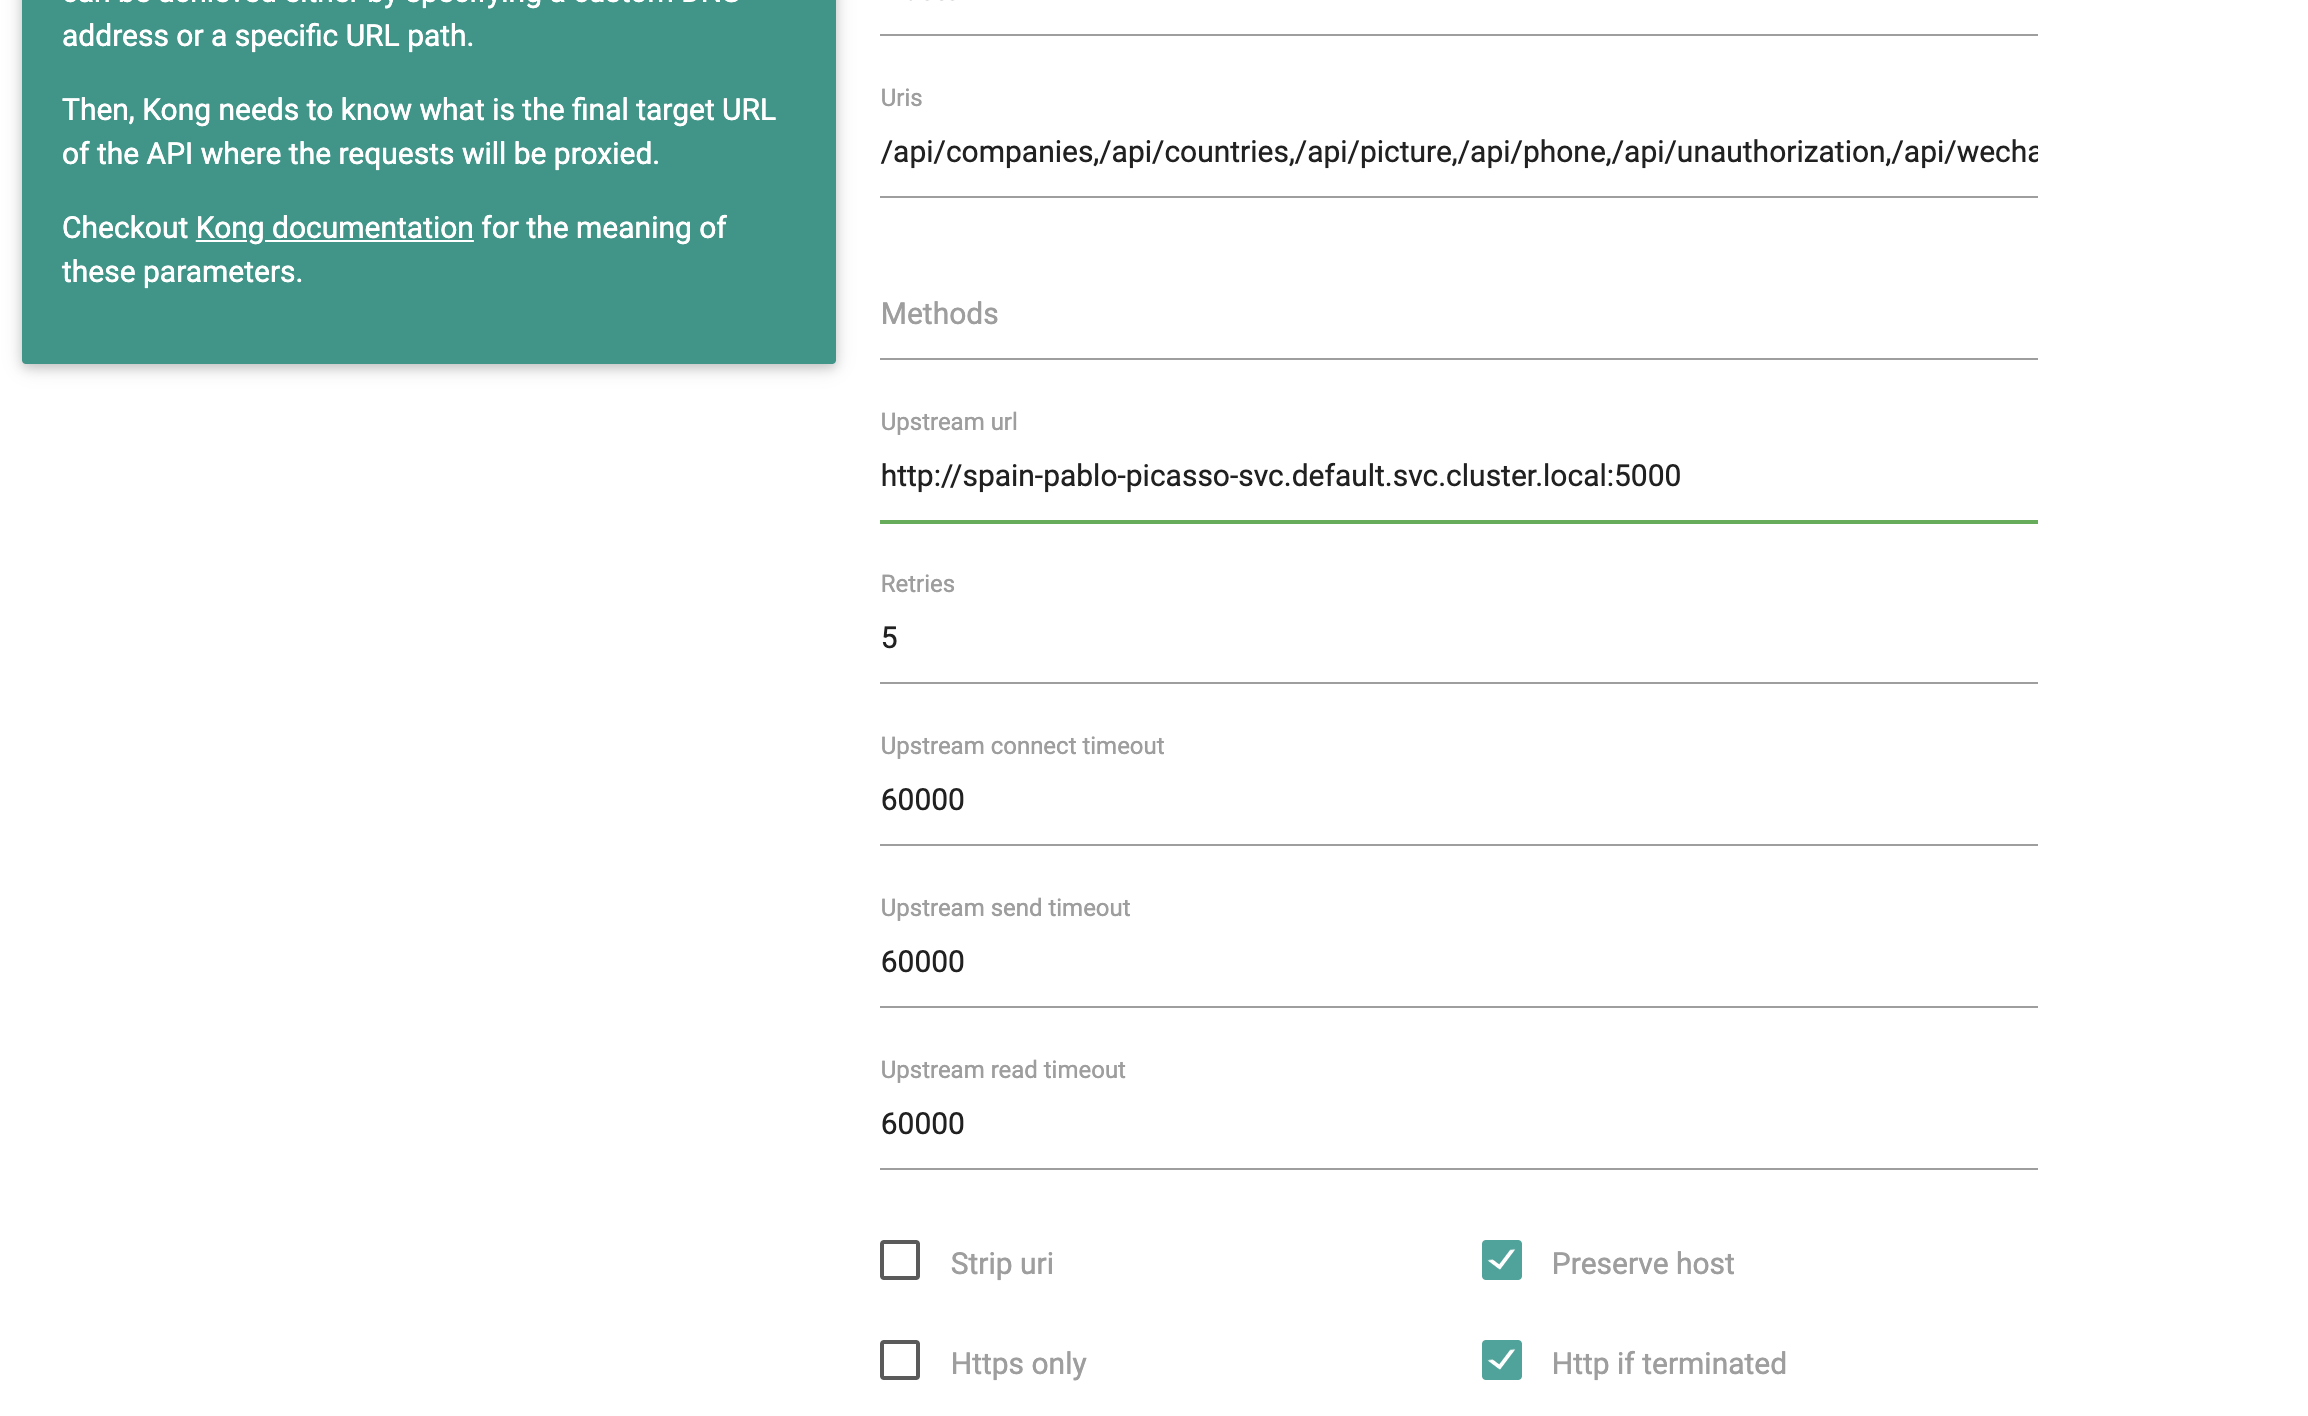 address or a specific URL path.
Then, Kong needs to know what is the final target URL
of the API where the requests will be proxied.
Checkout Kong documentation for the meaning of
these parameters.
Uris
/api/companies,/api/countries,/api/picture,/api/phone,/api/unauthorization,/api/wecha
Methods
Upstream url
http://spain-pablo-picasso-svc.default.svc.cluster.local:5000
Retries
5
Upstream connect timeout
60000
Upstream send timeout
60000
Upstream read timeout
60000
Strip uri
Preserve host
Https only
Http if terminated